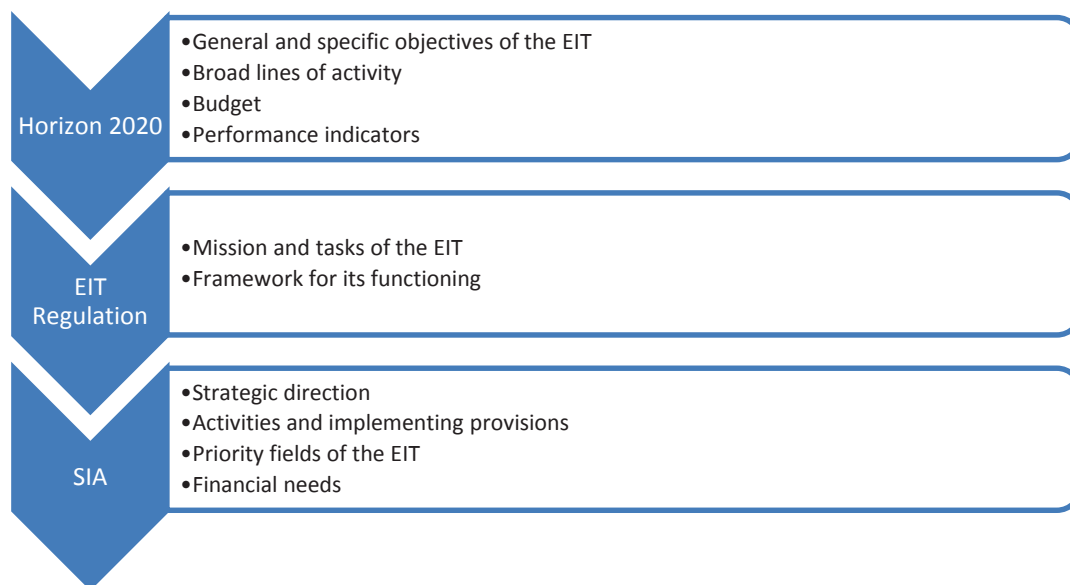 Horizon 2020
•General and specific objectives of the EIT
•Broad lines of activity
•Budget
•Performance indicators
EIT
Regulation
•Mission and tasks of the EIT
•Framework for its functioning
SIA
•Strategic direction
•Activities and implementing provisions
•Priority fields of the EIT
•Financial needs